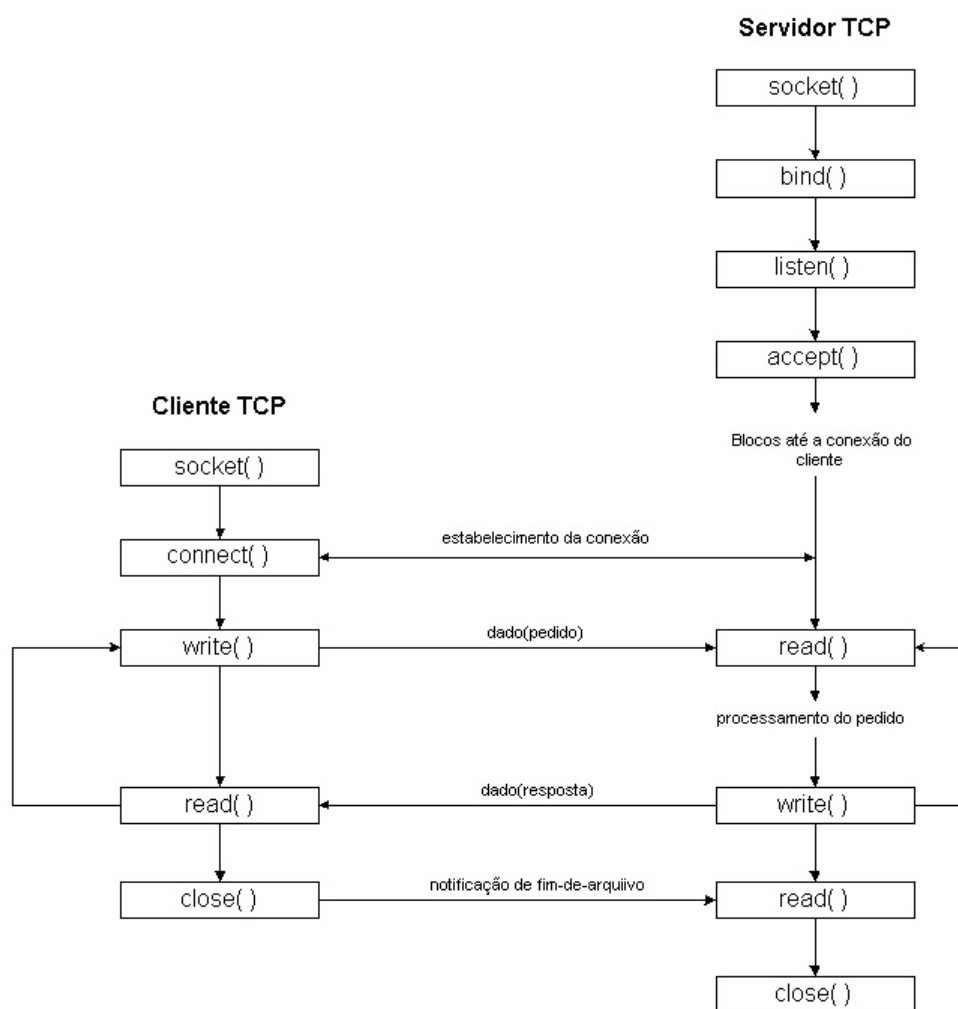 Servidor TCP
socket( )
bind( )
listen( )
accept( )
Blocos até a conexão do
cliente
Cliente TCP
socket( )
connect( )
estabelecimento da conexão
write( )
dado(pedido)
read( )
processamento do pedido
read( )
dado(resposta)
write( )
close( )
notificação de fim-de-arquiivo
read( )
close( )